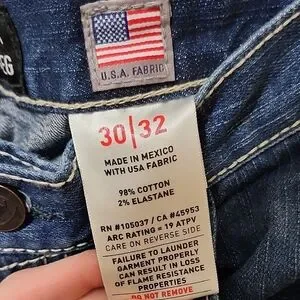 U.S.A. FABRIC
30|32
MADE IN MEXICO
WITH USA FABRIC
98% COTTON
2% ELASTANE
RN #105037 / CA #45953
ARC RATING = 19 ATPV
CARE ON REVERSE SIDE
FAILURE TO LAUNDER
GARMENT PROPERLY
CAN RESULT IN LOSS
OF FLAME RESISTANCE
PROPERTIES
DO NOT REMOVE